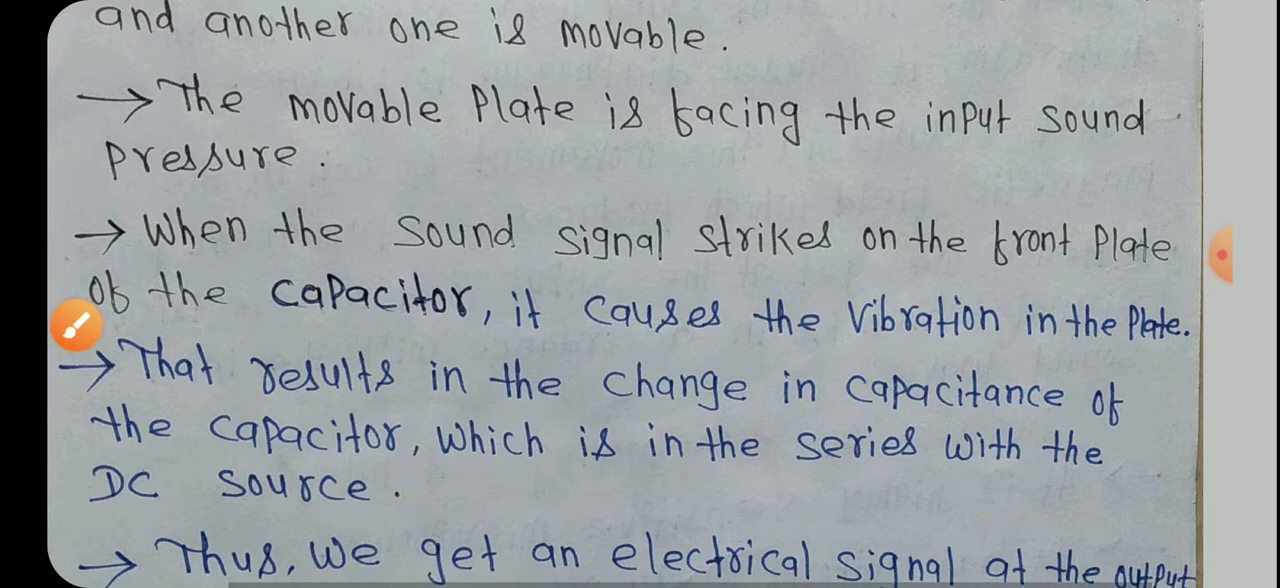 and another one is movable.
→ The movable Plate is facing the input sound
pressure.
→ When the sound signal strikes on the front Plate
of the capacitor, it causes the vibration in the Plate.
→ That results in the change in capacitance of
the capacitor, which is in the series with the
DC source.
→ Thus, we get an electrical signal at the output